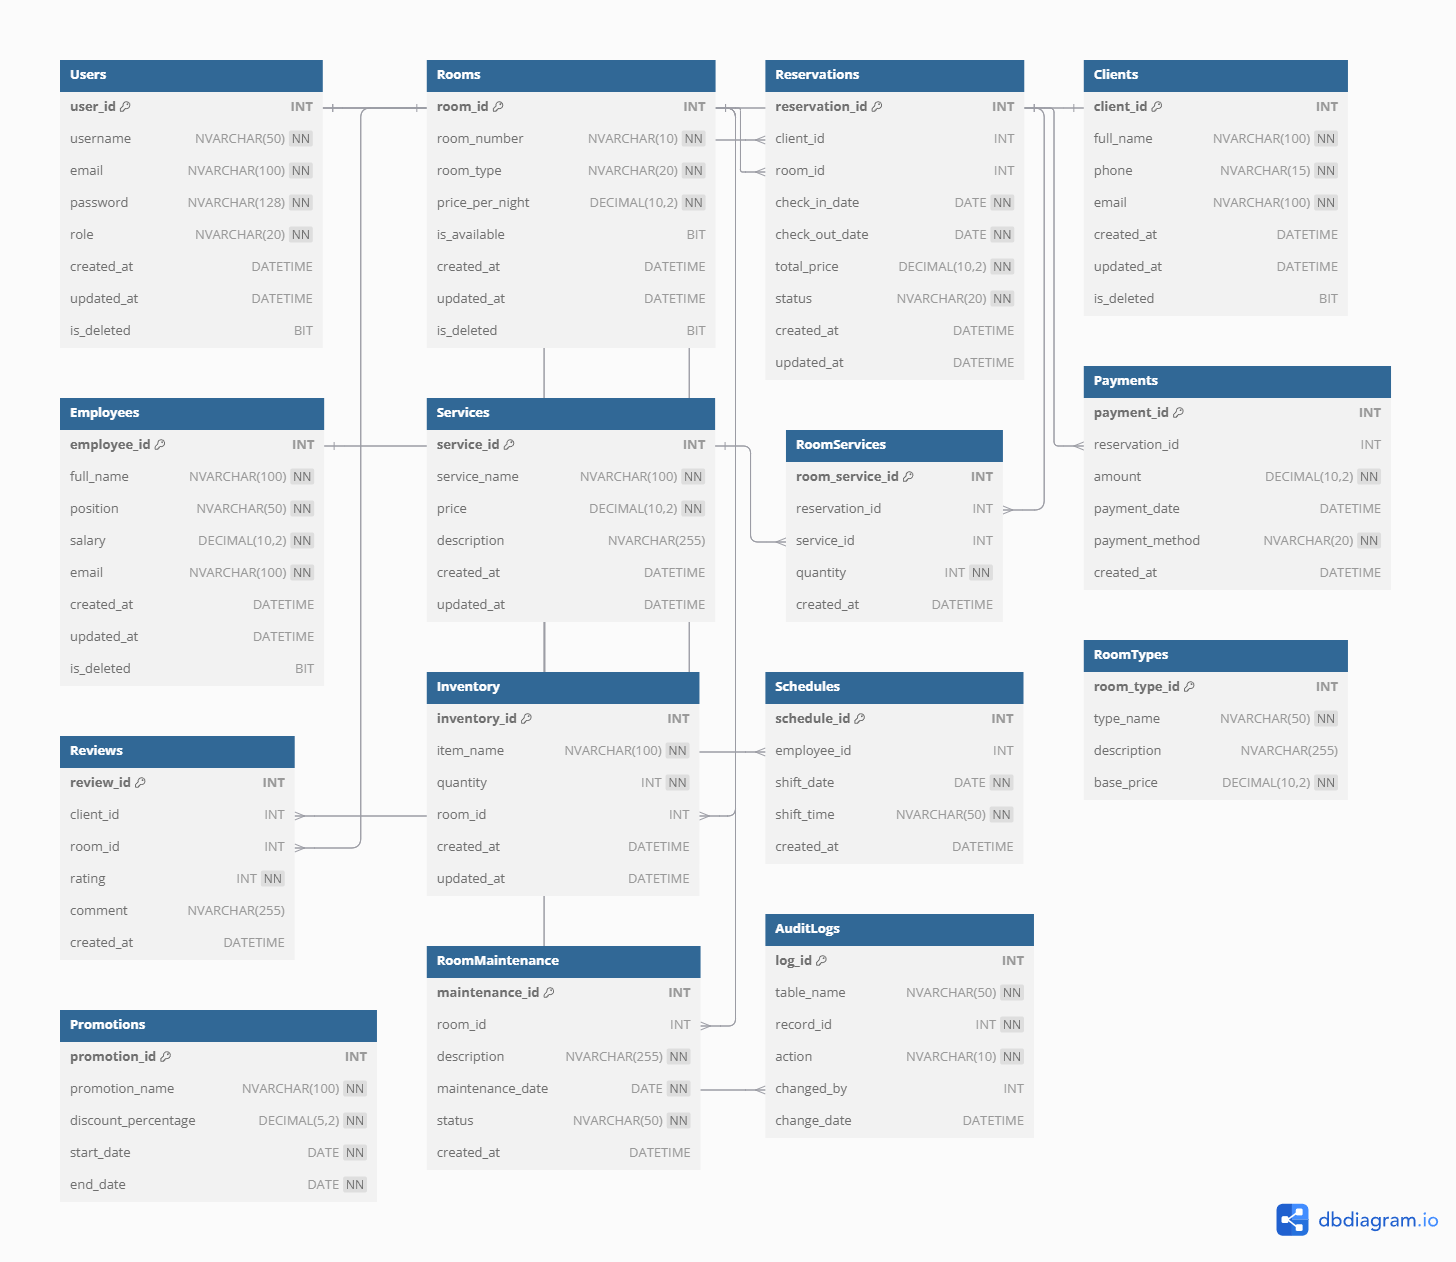 Users
user_id INT
username NVARCHAR(50) NN
email NVARCHAR(100) NN
password NVARCHAR(128) NN
role NVARCHAR(20) NN
created_at DATETIME
updated_at DATETIME
is_deleted BIT
Rooms
room_id INT
room_number NVARCHAR(10) NN
room_type NVARCHAR(20) NN
price_per_night DECIMAL(10,2) NN
is_available BIT
created_at DATETIME
updated_at DATETIME
is_deleted BIT
Reservations
reservation_id INT
client_id INT
room_id INT
check_in_date DATE NN
check_out_date DATE NN
total_price DECIMAL(10,2) NN
status NVARCHAR(20) NN
created_at DATETIME
updated_at DATETIME
Clients
client_id INT
full_name NVARCHAR(100) NN
phone NVARCHAR(15) NN
email NVARCHAR(100) NN
created_at DATETIME
updated_at DATETIME
is_deleted BIT
Employees
employee_id INT
full_name NVARCHAR(100) NN
position NVARCHAR(50) NN
salary DECIMAL(10,2) NN
email NVARCHAR(100) NN
created_at DATETIME
updated_at DATETIME
is_deleted BIT
Services
service_id INT
service_name NVARCHAR(100) NN
price DECIMAL(10,2) NN
description NVARCHAR(255)
created_at DATETIME
updated_at DATETIME
RoomServices
room_service_id INT
reservation_id INT
service_id INT
quantity INT NN
created_at DATETIME
Payments
payment_id INT
reservation_id INT
amount DECIMAL(10,2) NN
payment_date DATETIME
payment_method NVARCHAR(20) NN
created_at DATETIME
Reviews
review_id INT
client_id INT
room_id INT
rating INT NN
comment NVARCHAR(255)
created_at DATETIME
Inventory
inventory_id INT
item_name NVARCHAR(100) NN
quantity INT NN
room_id INT
created_at DATETIME
updated_at DATETIME
Schedules
schedule_id INT
employee_id INT
shift_date DATE NN
shift_time NVARCHAR(50) NN
created_at DATETIME
RoomTypes
room_type_id INT
type_name NVARCHAR(50) NN
description NVARCHAR(255)
base_price DECIMAL(10,2) NN
Promotions
promotion_id INT
promotion_name NVARCHAR(100) NN
discount_percentage DECIMAL(5,2) NN
start_date DATE NN
end_date DATE NN
RoomMaintenance
maintenance_id INT
room_id INT
description NVARCHAR(255) NN
maintenance_date DATE NN
status NVARCHAR(50) NN
created_at DATETIME
AuditLogs
log_id INT
table_name NVARCHAR(50) NN
record_id INT NN
action NVARCHAR(10) NN
changed_by INT
change_date DATETIME
dbdiagram.io